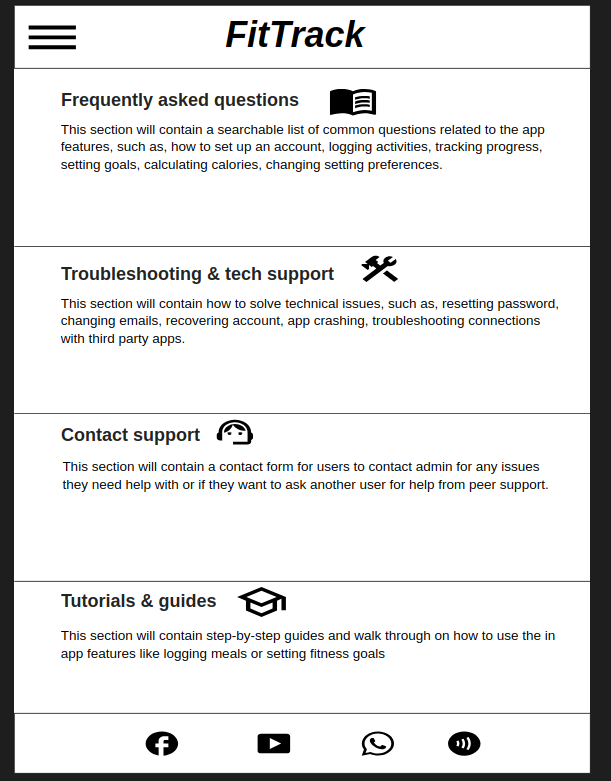 FitTrack
Frequently asked questions
This section will contain a searchable list of common questions related to the app
features, such as, how to set up an account, logging activities, tracking progress,
setting goals, calculating calories, changing setting preferences.
Troubleshooting & tech support
This section will contain how to solve technical issues, such as, resetting password,
changing emails, recovering account, app crashing, troubleshooting connections
with third party apps.
Contact support
This section will contain a contact form for users to contact admin for any issues
they need help with or if they want to ask another user for help from peer support.
Tutorials & guides
This section will contain step-by-step guides and walk through on how to use the in
app features like logging meals or setting fitness goals